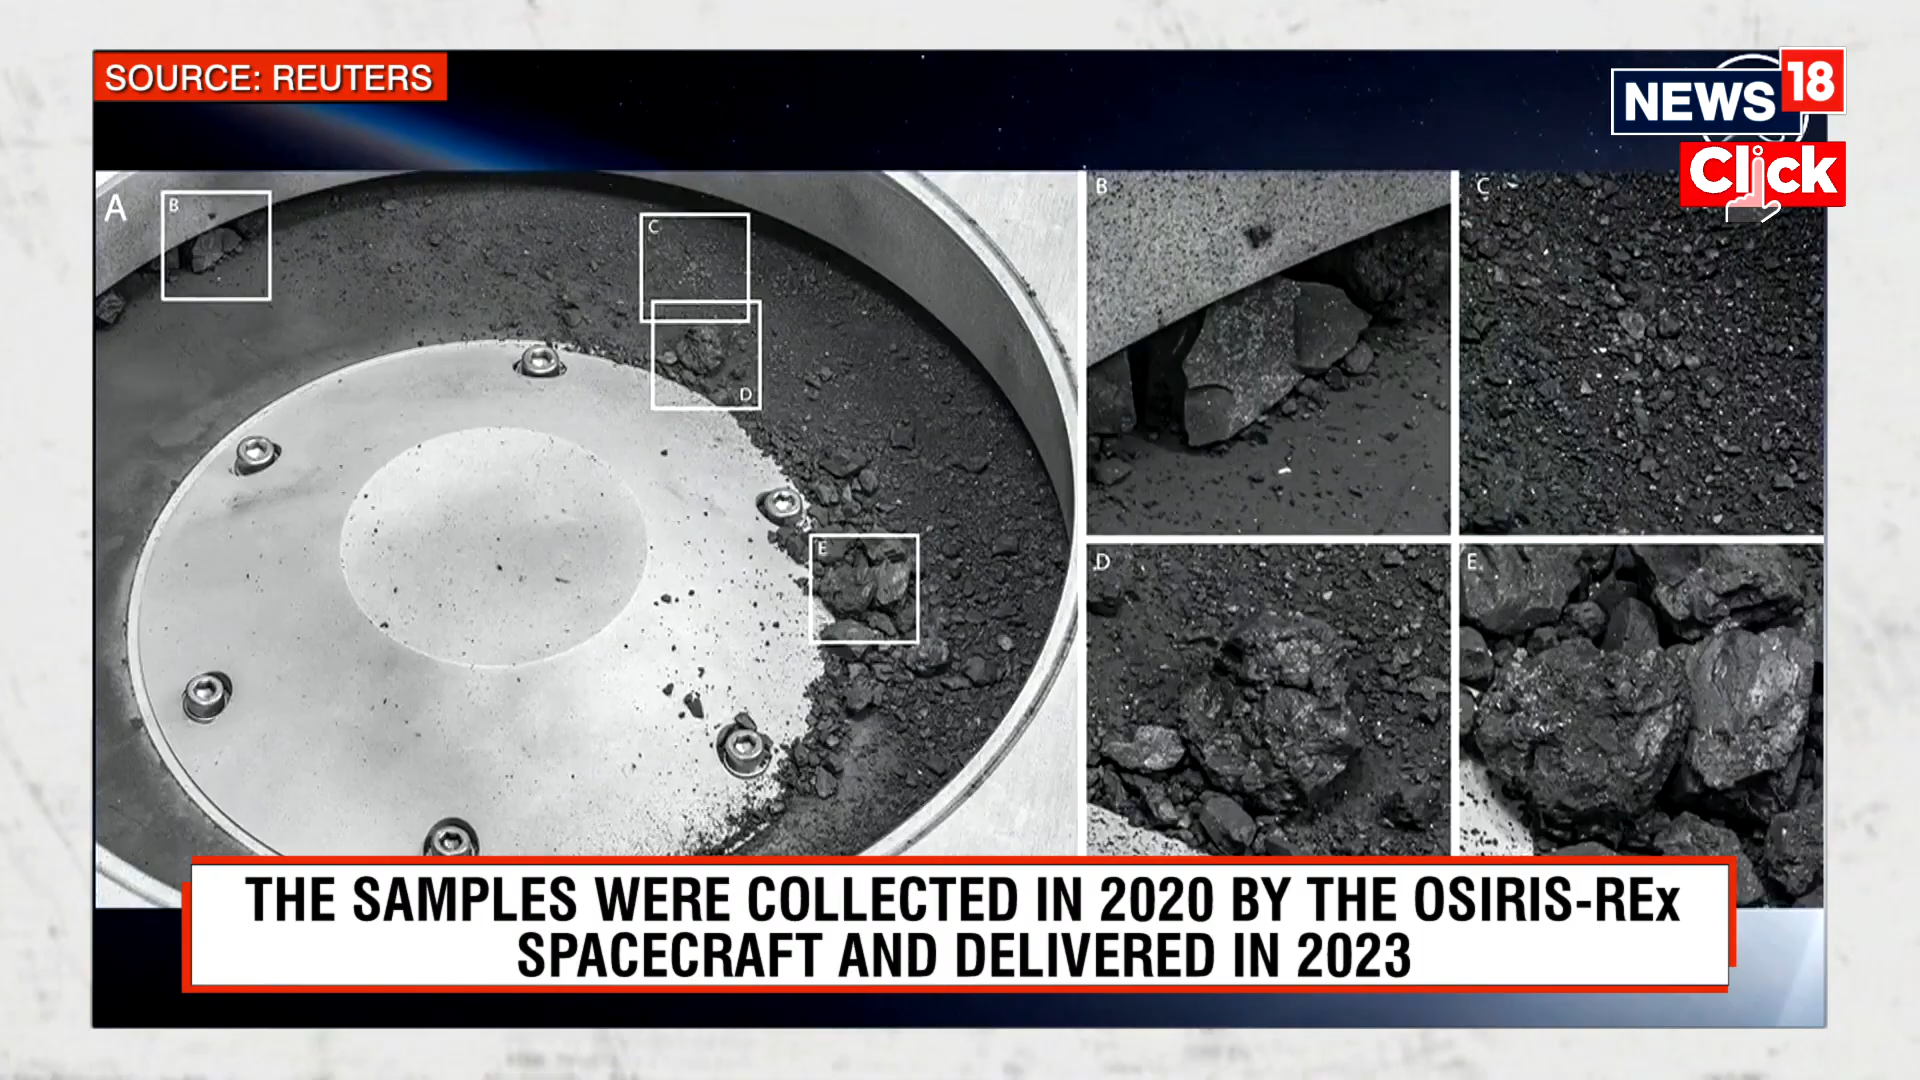 SOURCE: REUTERS
NEWS 18
Click
A
B
C
D
E
B
C
D
E
THE SAMPLES WERE COLLECTED IN 2020 BY THE OSIRIS-REx
SPACECRAFT AND DELIVERED IN 2023